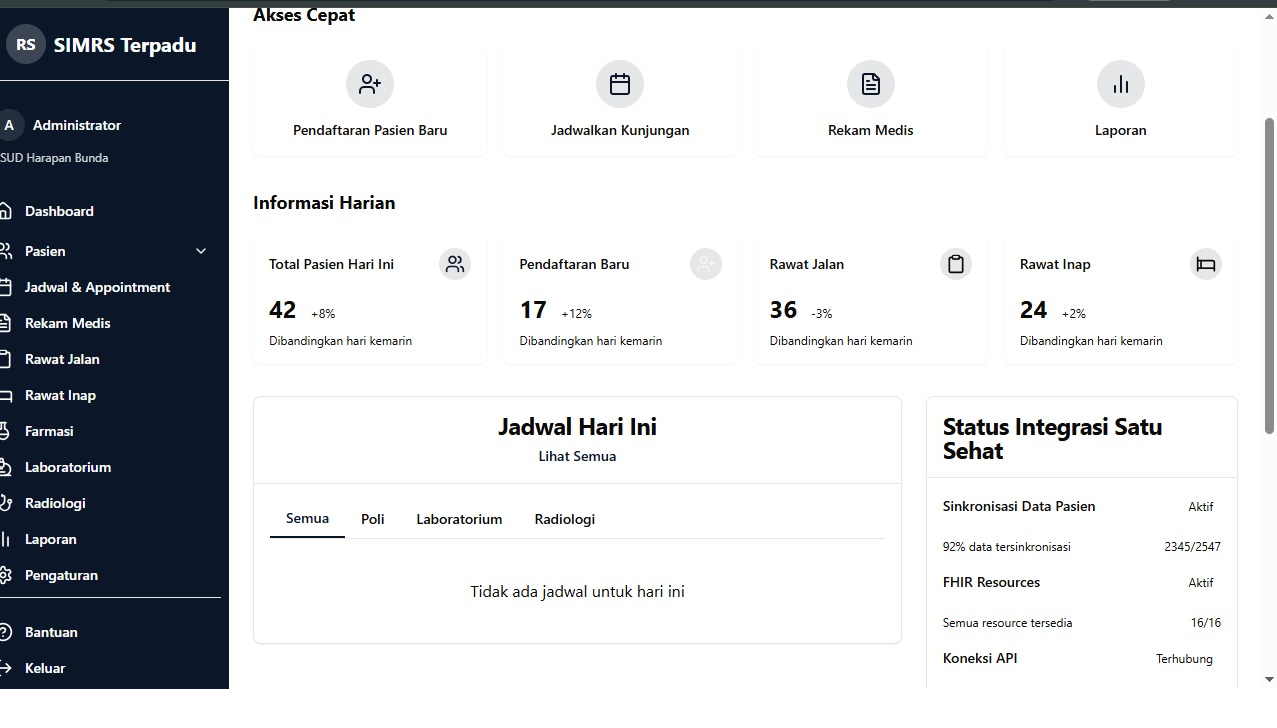 RS
SIMRS Terpadu
A
Administrator
SUD Harapan Bunda
Dashboard
Pasien
Jadwal & Appointment
Rekam Medis
Rawat Jalan
Rawat Inap
Farmasi
Laboratorium
Radiologi
Laporan
Pengaturan
Bantuan
Keluar
Akses Cepat
Pendaftaran Pasien Baru
Jadwalkan Kunjungan
Rekam Medis
Laporan
Informasi Harian
Total Pasien Hari Ini
42 +8%
Dibandingkan hari kemarin
Pendaftaran Baru
17 +12%
Dibandingkan hari kemarin
Rawat Jalan
36 -3%
Dibandingkan hari kemarin
Rawat Inap
24 +2%
Dibandingkan hari kemarin
Jadwal Hari Ini
Lihat Semua
Semua Poli Laboratorium Radiologi
Tidak ada jadwal untuk hari ini
Status Integrasi Satu
Sehat
Sinkronisasi Data Pasien Aktif
92% data tersinkronisasi 2345/2547
FHIR Resources Aktif
Semua resource tersedia 16/16
Koneksi API Terhubung